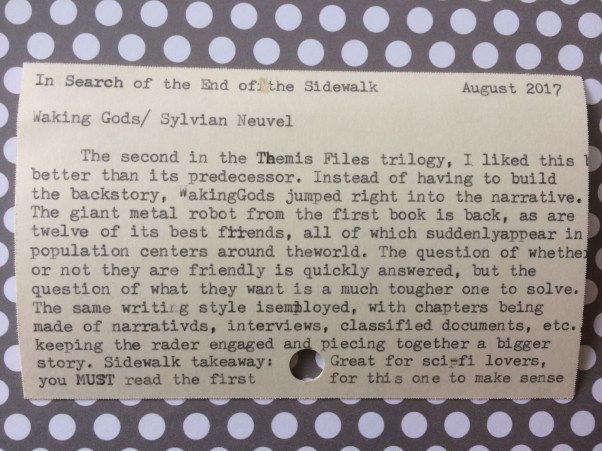 In Search of the End of the Sidewalk August 2017
Waking Gods/ Sylvian Neuvel
The second in the Themis Files trilogy, I liked this
better than its predecessor. Instead of having to build
the backstory, WakingGods jumped right into the narrative.
The giant metal robot from the first book is back, as are
twelve of its best friends, all of which suddenlyappear in
population centers around theworld. The question of whether
or not they are friendly is quickly answered, but the
question of what they want is a much tougher one to solve.
The same writing style isemployed, with chapters being
made of narrativds, interviews, classified documents, etc.
keeping the rader engaged and piecing together a bigger
story. Sidewalk takeaway: Great for sci-fi lovers,
you MUST read the first for this one to make sense